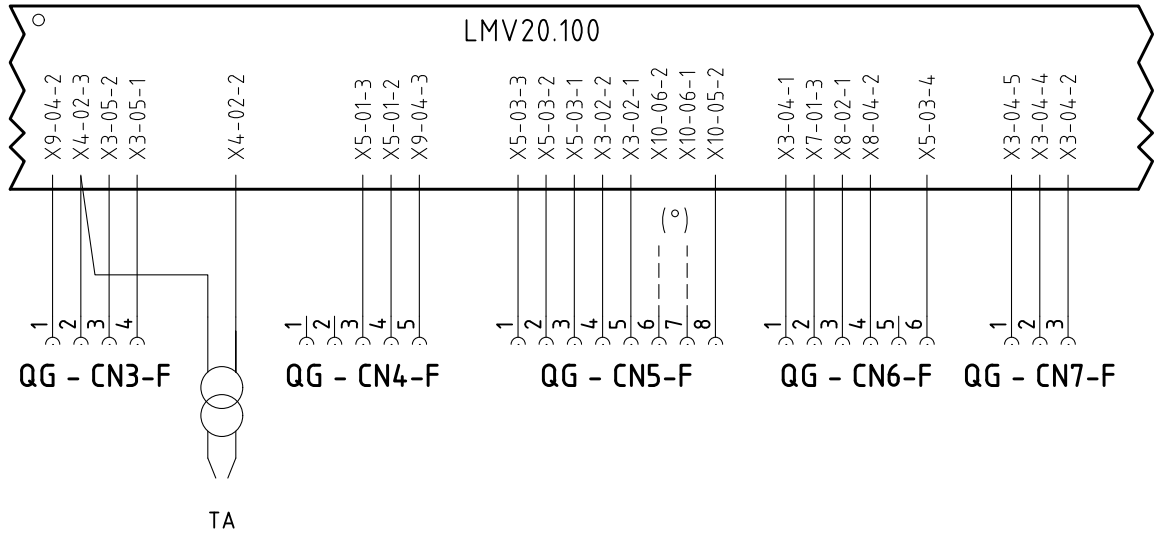 LMV20.100
X9-04-2
X4-02-3
X3-05-2
X3-05-1
X4-02-2
X5-01-3
X5-01-2
X9-04-3
X5-03-3
X5-03-2
X5-03-1
X3-02-2
X3-02-1
X10-06-2
X10-06-1
X10-05-2
X3-04-1
X7-01-3
X8-02-1
X8-04-2
X5-03-4
X3-04-5
X3-04-4
X3-04-2
(°)
1 2 3 4
1 2 3 4 5
1 2 3 4 5 6 7 8
1 2 3 4 5 6
1 2 3
QG - CN3-F
QG - CN4-F
QG - CN5-F
QG - CN6-F
QG - CN7-F
TA